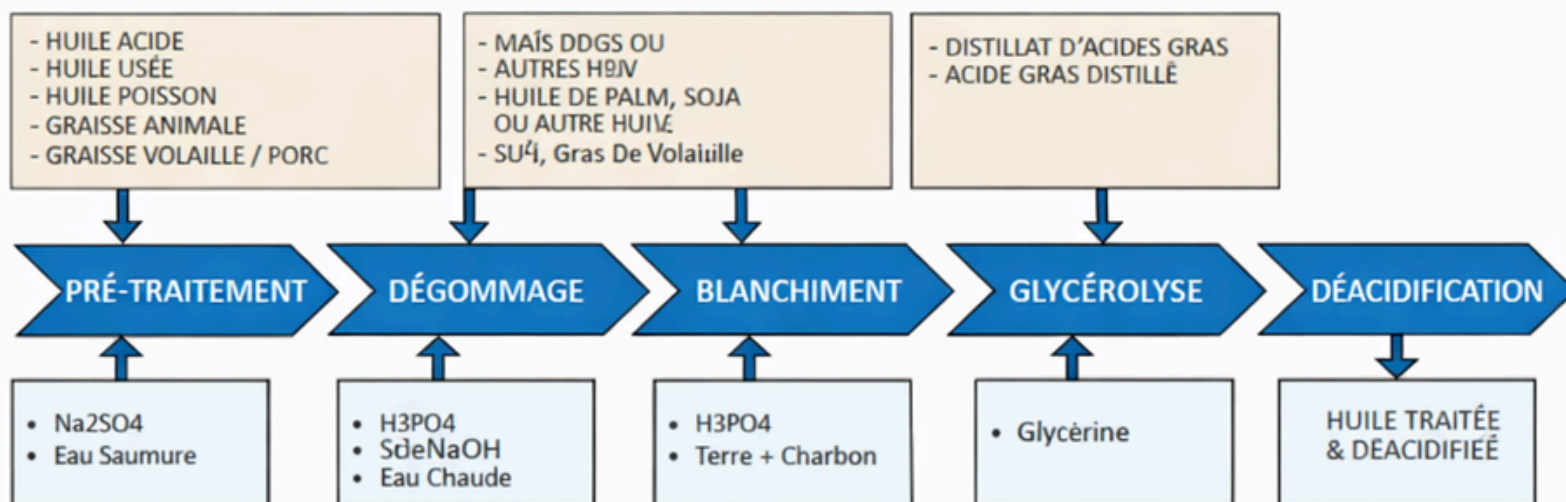 - HUILE ACIDE
- HUILE USÉE
- HUILE POISSON
- GRAISSE ANIMALE
- GRAISSE VOLAILLE / PORC
- MAÎS DDGS OU
- AUTRES
- HUILE DE PALM, SOJA
OU AUTRE
- Gras De
- DISTILLAT D'ACIDES GRAS
- ACIDE GRAS DISTILLÉ
PRÉ-TRAITEMENT
DÉGOMMAGE
BLANCHIMENT
GLYCÉROLYSE
DÉACIDIFICATION
• Na2SO4
• Eau Saumure
• H3PO4
• NaOH
• Eau Chaude
• H3PO4
• Terre + Charbon
• Glycérine
HUILE TRAITÉE
& DÉACIDIFIÉE